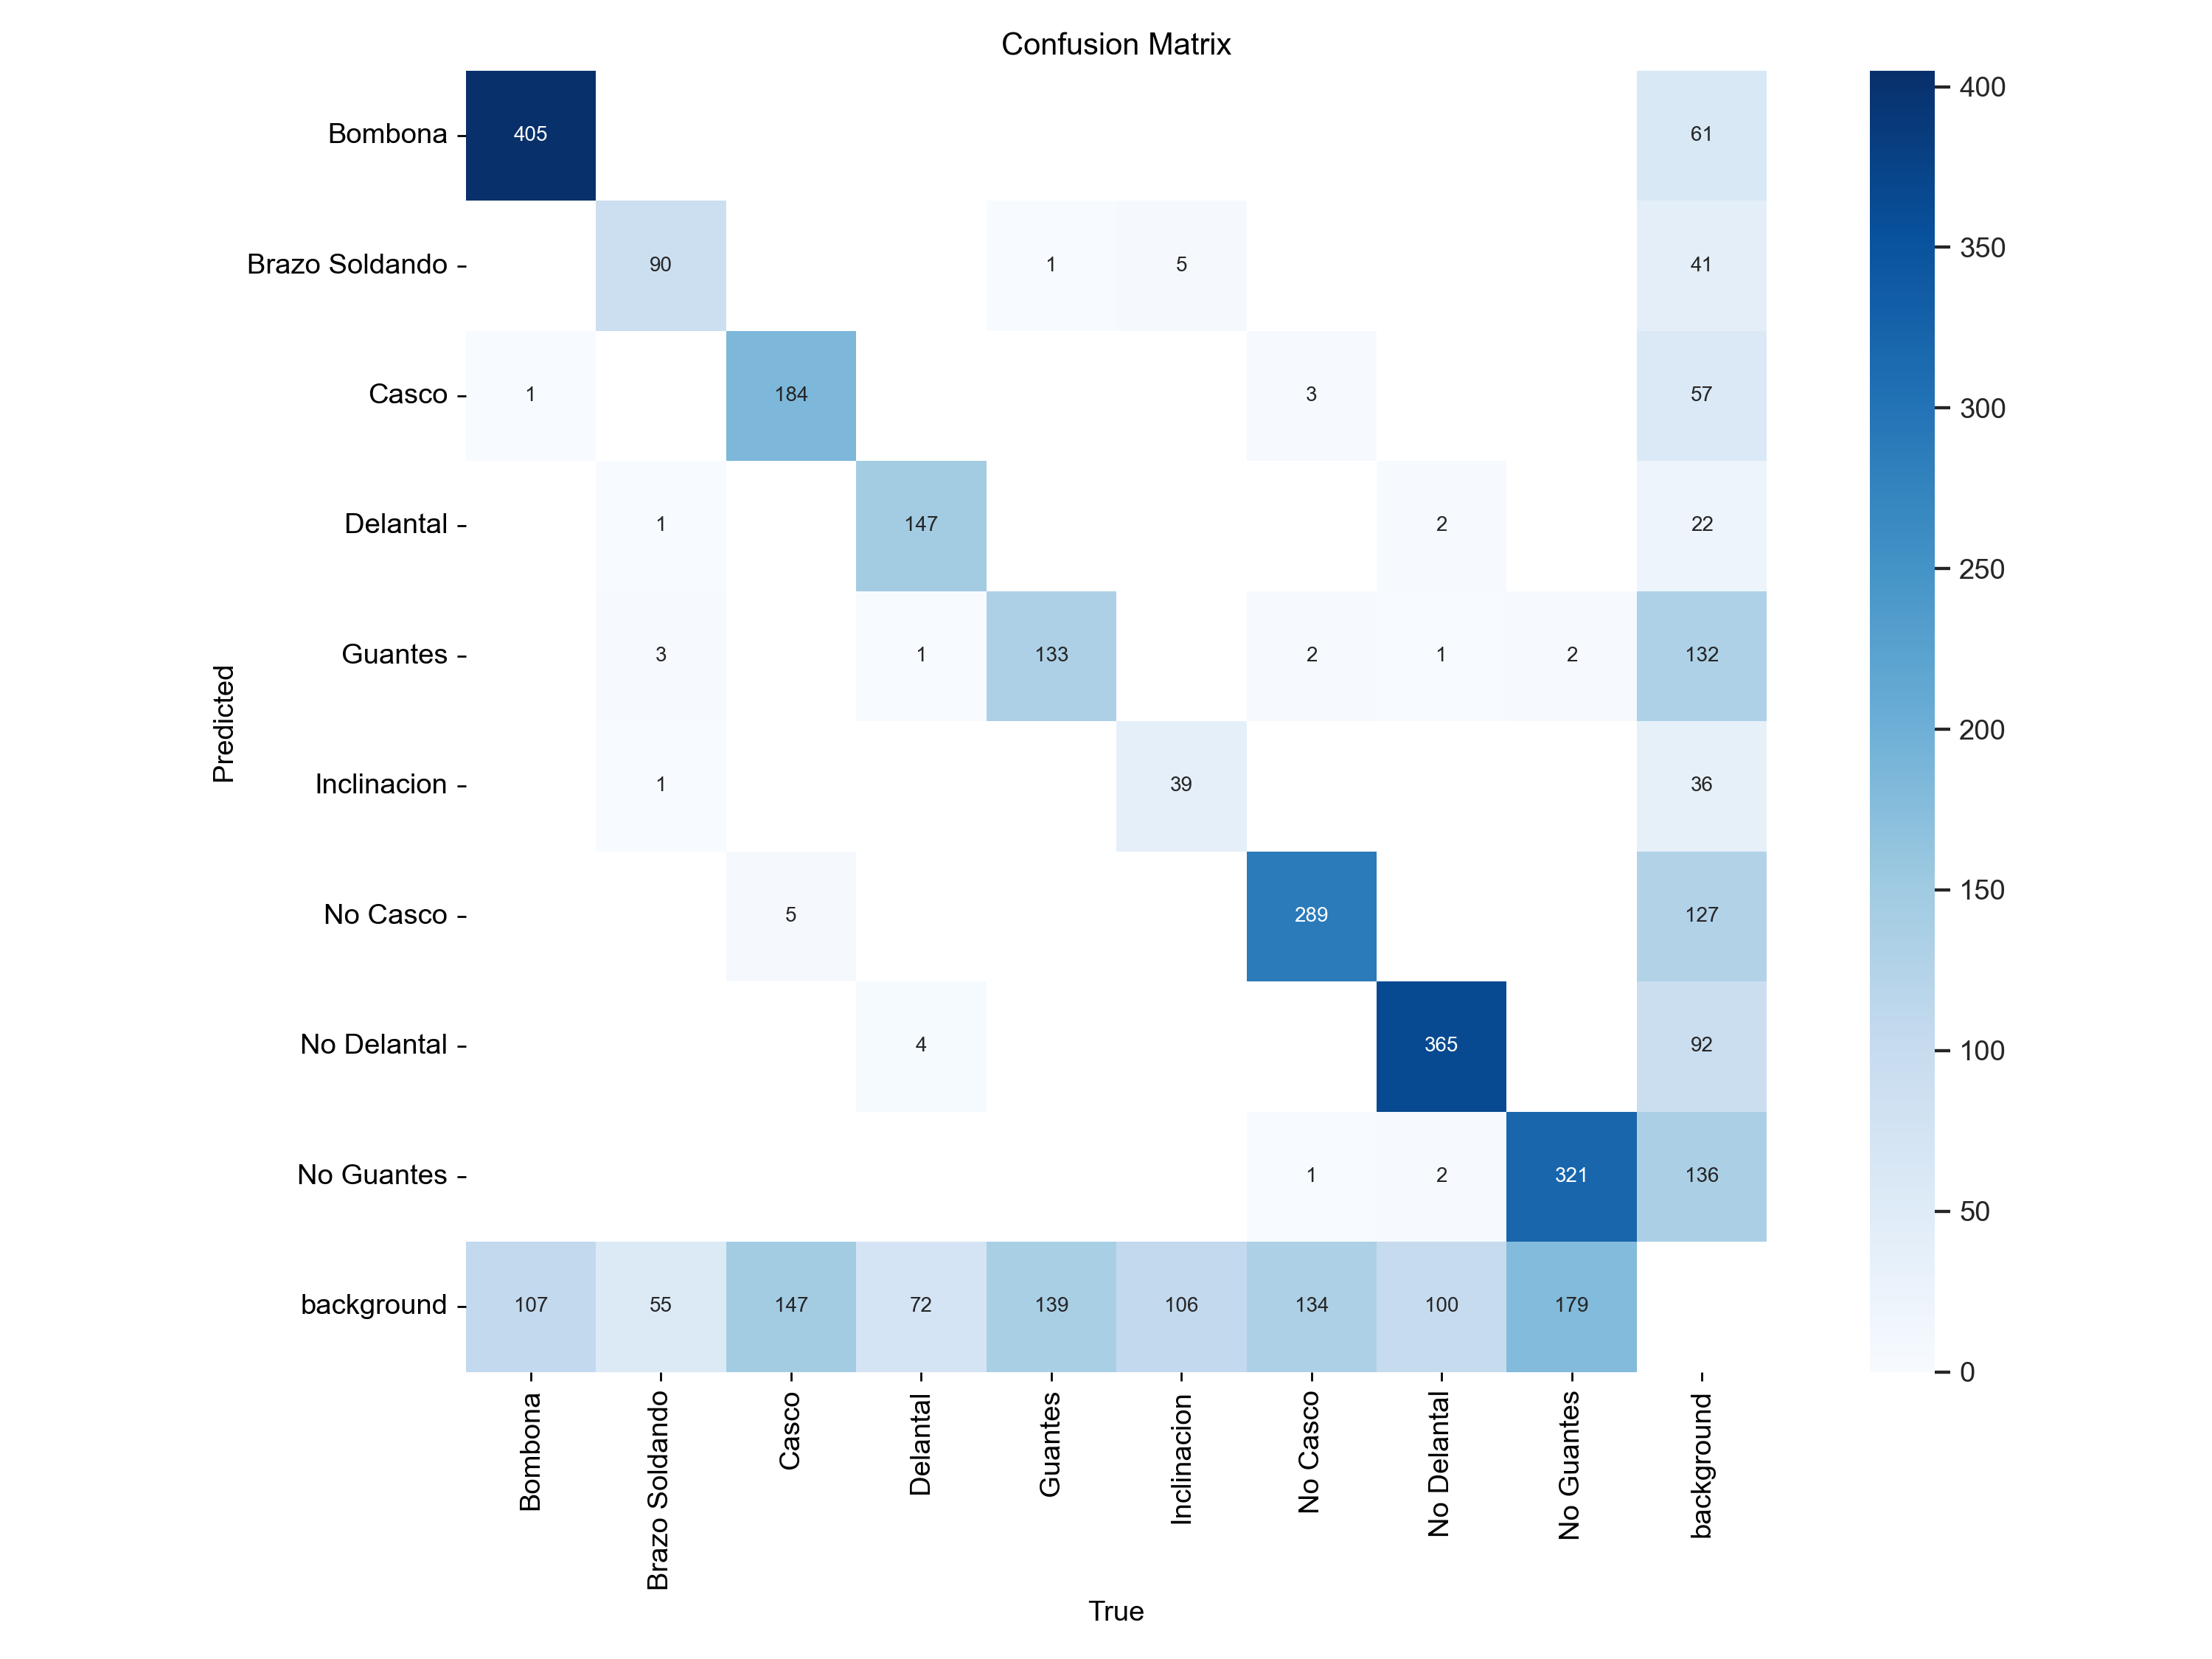 Confusion Matrix
Bombona 405 61 400
350
Brazo Soldando 90 1 5 41
Casco 1 184 3 57
300
Delantal 1 147 2 22
250
Guantes 3 1 133 2 1 2 132
Predicted
200
Inclinacion 1 39 36
150
No Casco 5 289 127
No Delantal 4 365 92
100
No Guantes 1 2 321 136
50
background 107 55 147 72 139 106 134 100 179
0
Bombona
Brazo Soldando
Casco
Delantal
Guantes
Inclinacion
No Casco
No Delantal
No Guantes
background
True